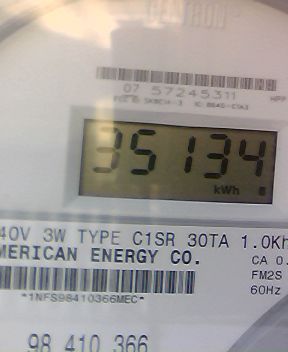 CENTRON
07 57245311
35134
kWh
40V 3W TYPE C1SR 30TA 1.0Kh
MERICAN ENERGY CO.
CA 0.
FM2S
*1NFS98410366MEC*
60Hz
98 410 366